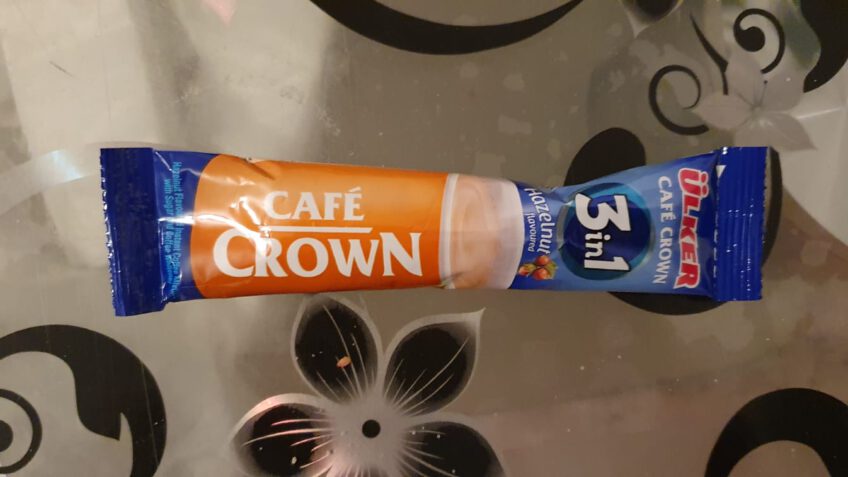 ÜLKER
CAFÉ CROWN
3in1
Hazelnut
flavoured
CAFÉ
CROWN